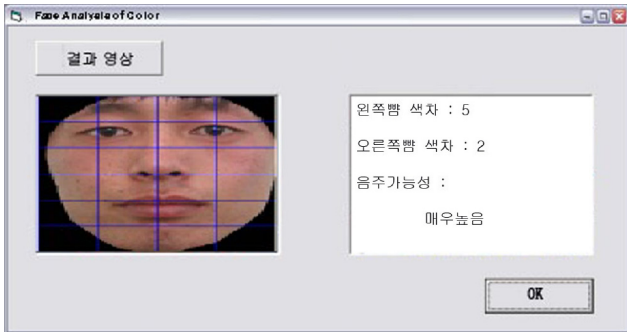 Face Analysis of Color
결과 영상
왼쪽뺨 색차 : 5
오른쪽뺨 색차 : 2
음주가능성 :
매우높음
OK